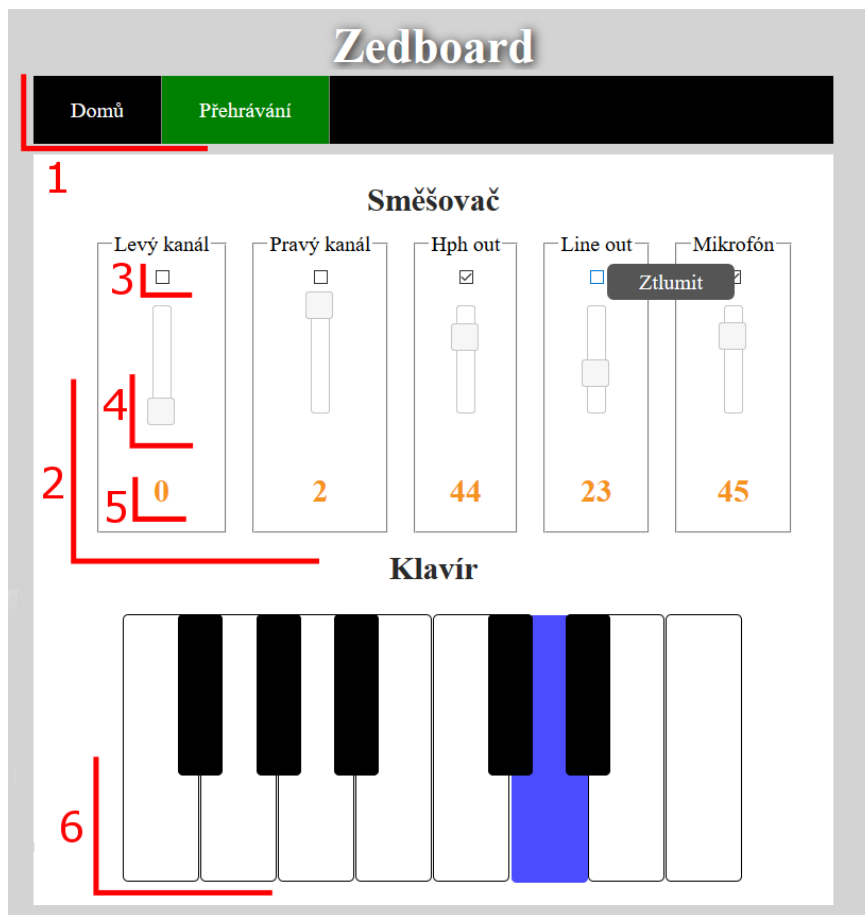 Zedboard
Domů Přehrávání
1
Směšovač
Levý kanál Pravý kanál Hph out Line out Mikrofón
3 Ztlumit
4
2 5 0 2 44 23 45
Klavír
6